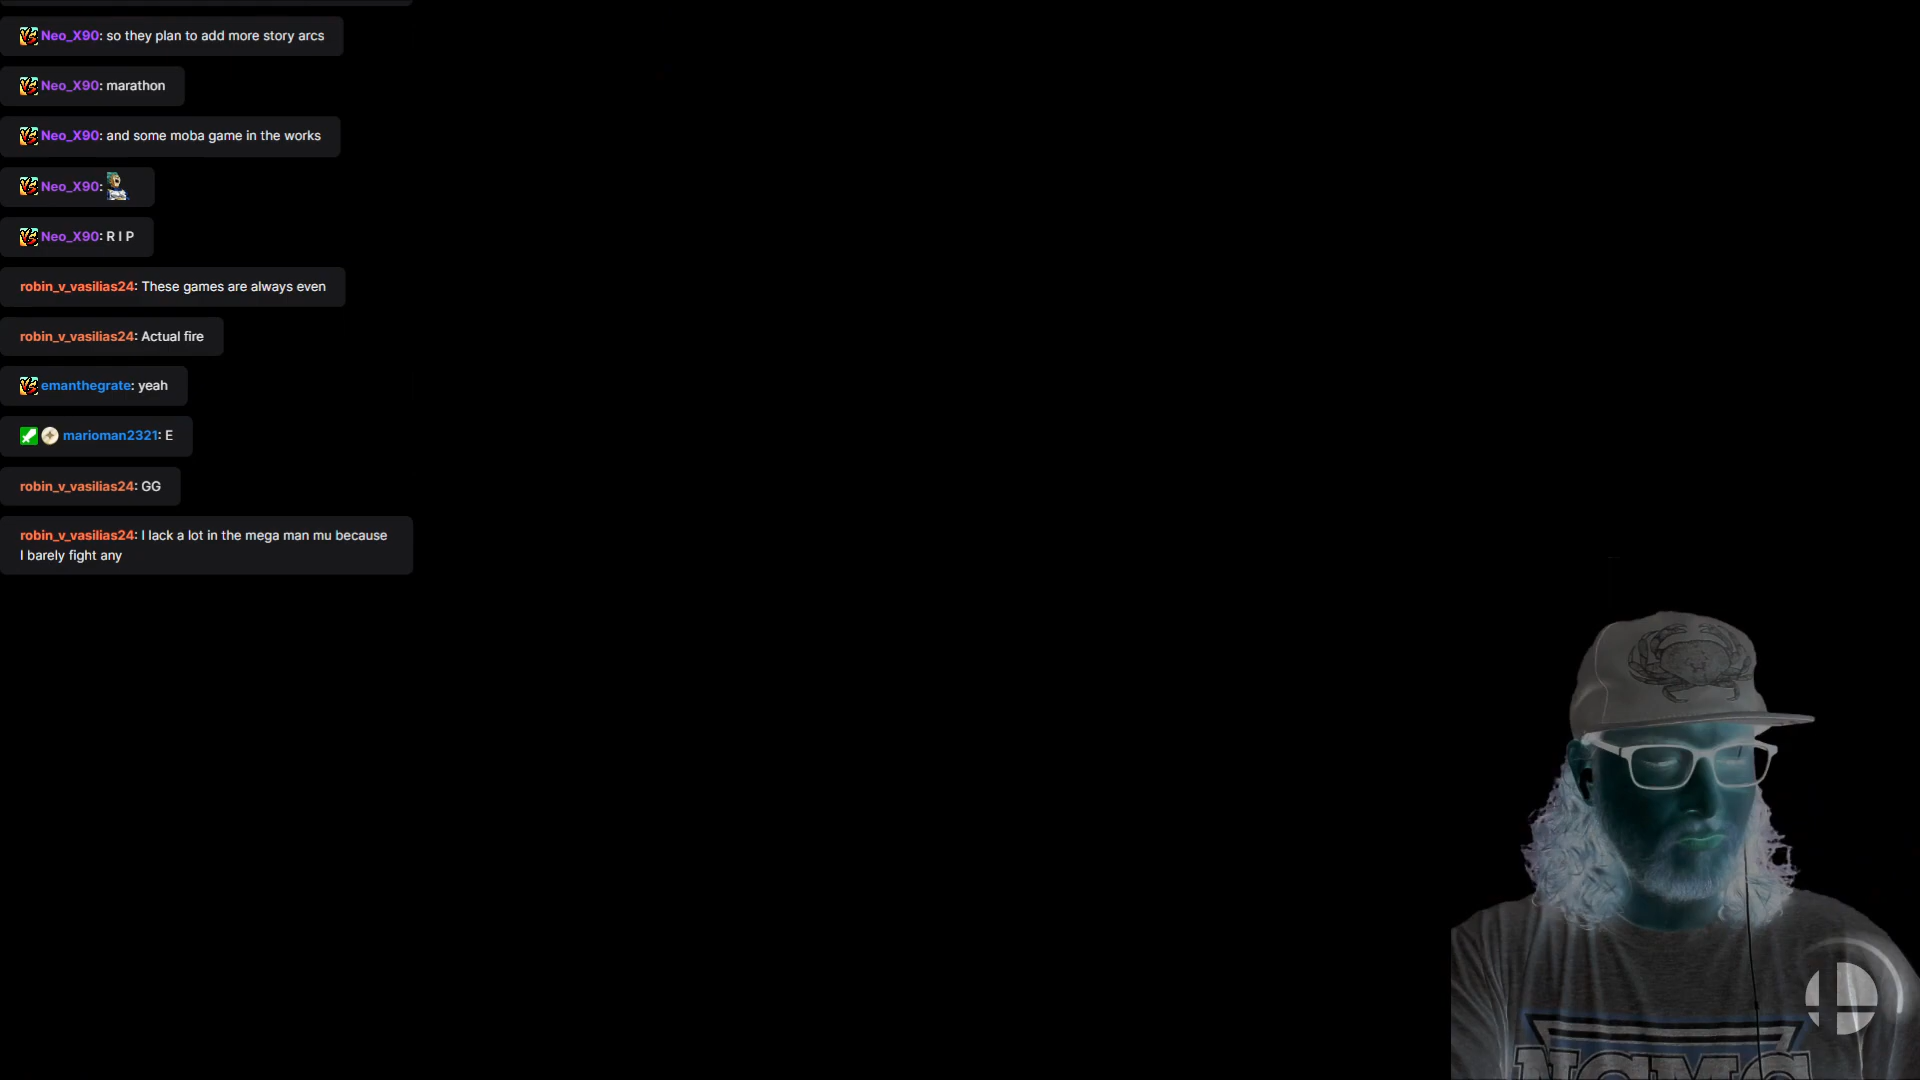 Neo_X90: so they plan to add more story arcs
Neo_X90: marathon
Neo_X90: and some moba game in the works
Neo_X90:
Neo_X90: R I P
robin_v_vasilias24: These games are always even
robin_v_vasilias24: Actual fire
emanthegrate: yeah
marioman2321: E
robin_v_vasilias24: GG
robin_v_vasilias24: I lack a lot in the mega man mu because
I barely fight any